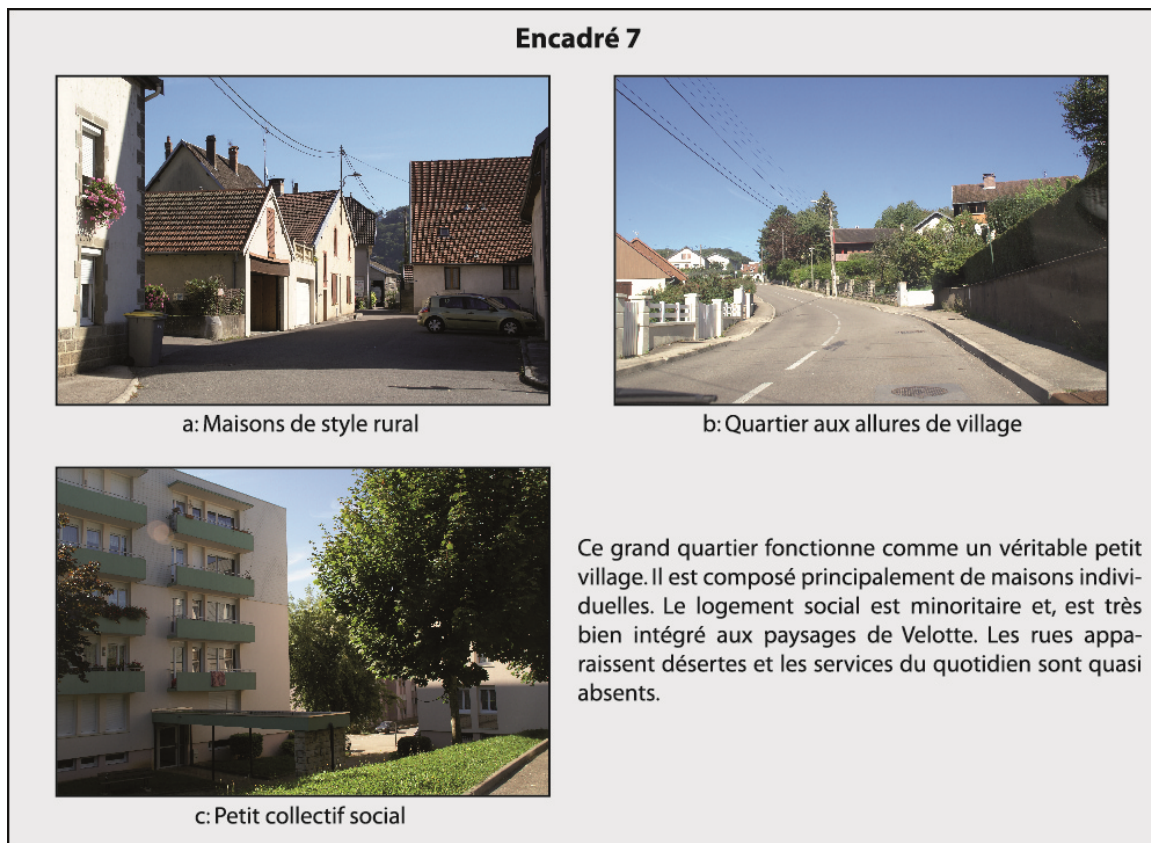 Encadré 7
a: Maisons de style rural
b: Quartier aux allures de village
c: Petit collectif social
Ce grand quartier fonctionne comme un véritable petit
village. Il est composé principalement de maisons indivi-
duelles. Le logement social est minoritaire et, est très
bien intégré aux paysages de Velotte. Les rues appa-
raissent désertes et les services du quotidien sont quasi
absents.